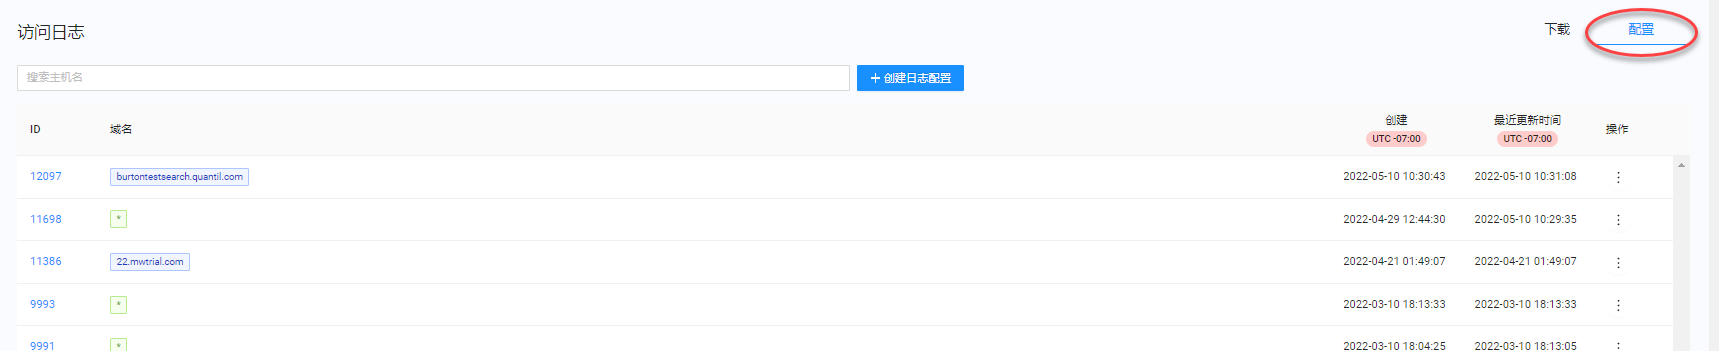 访问日志
下载
配置
搜索主机名
+ 创建日志配置
ID
域名
创建
UTC -07:00
最近更新时间
UTC -07:00
操作
12097
burtontestsearch.quantil.com
2022-05-10 10:30:43
2022-05-10 10:31:08
11698
*
2022-04-29 12:44:30
2022-05-10 10:29:35
11386
22.mwtrial.com
2022-04-21 01:49:07
2022-04-21 01:49:07
9993
*
2022-03-10 18:13:33
2022-03-10 18:13:33
9991
*
2022-03-10 18:04:25
2022-03-10 18:13:05